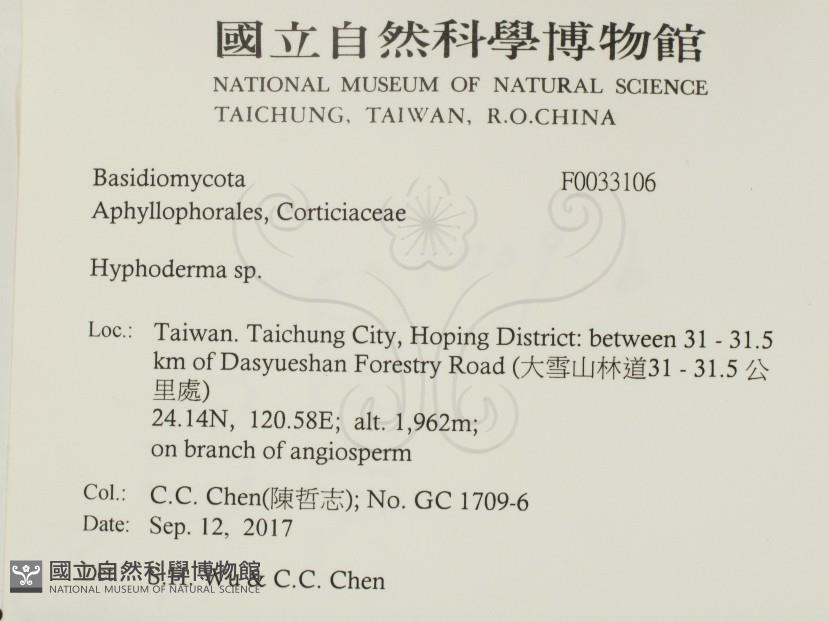 國立自然科學博物館
NATIONAL MUSEUM OF NATURAL SCIENCE
TAICHUNG, TAIWAN, R.O.CHINA
Basidiomycota F0033106
Aphyllophorales, Corticiaceae
Hyphoderma sp.
Loc.: Taiwan. Taichung City, Hoping District: between 31 - 31.5
km of Dasyueshan Forestry Road (大雪山林道31 - 31.5 公
里處)
24.14N, 120.58E; alt. 1,962m;
on branch of angiosperm
Col.: C.C. Chen(陳哲志); No. GC 1709-6
Date: Sep. 12, 2017
S.H. Wu & C.C. Chen
國立自然科學博物館
NATIONAL MUSEUM OF NATURAL SCIENCE